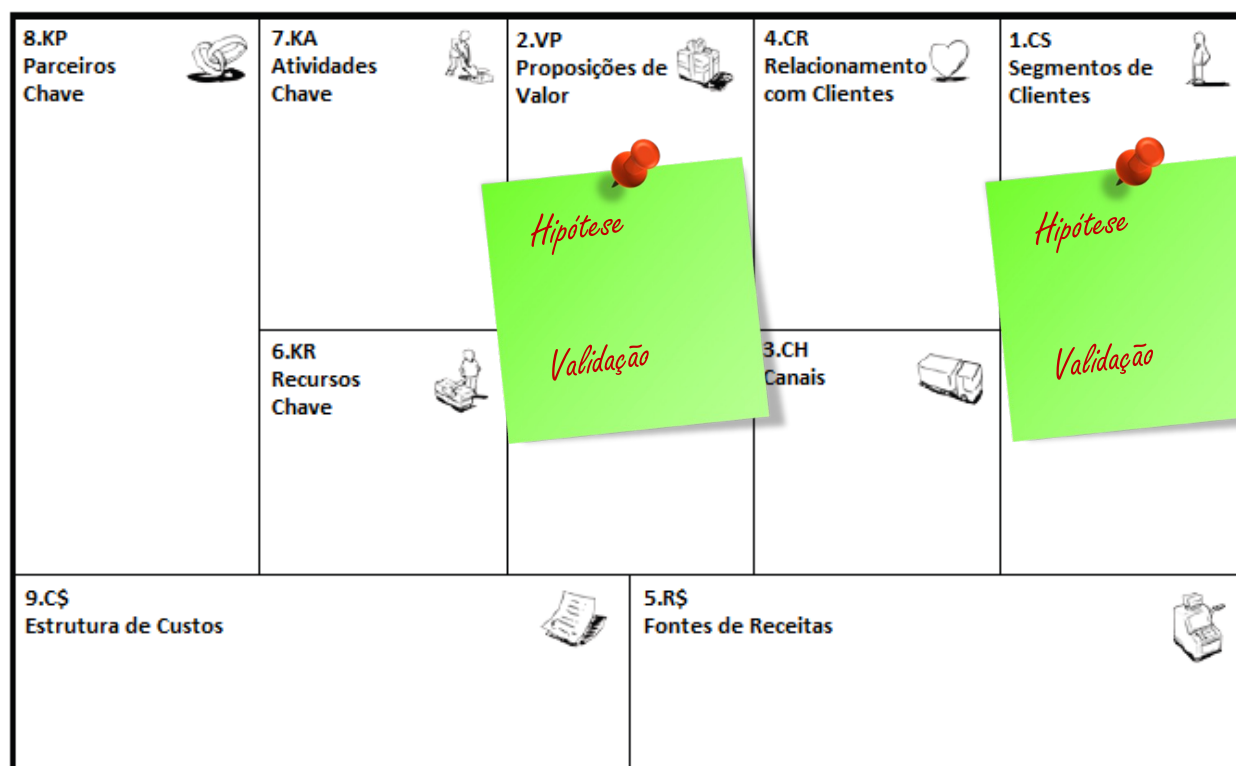 8.KP
Parceiros
Chave
7.KA
Atividades
Chave
2.VP
Proposições de
Valor
4.CR
Relacionamento
com Clientes
1.CS
Segmentos de
Clientes
Hipótese
Validação
Hipótese
Validação
6.KR
Recursos
Chave
3.CH
Canais
9.C$
Estrutura de Custos
5.R$
Fontes de Receitas